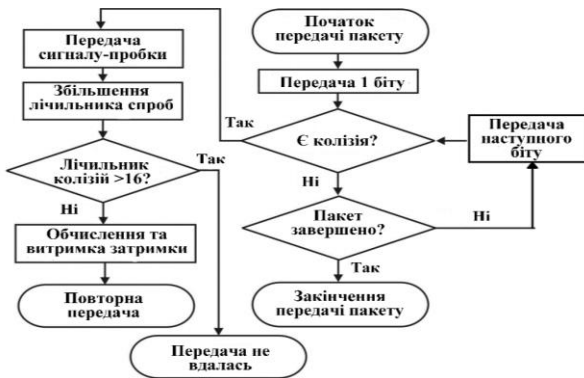 Передача
сигналу-пробки
Збільшення
лічильника спроб
Лічильник
колізій >16?
Так
Ні
Обчислення та
витримка затримки
Повторна
передача
Передача не
вдалась
Початок
передачі пакету
Передача 1 біту
Так
Є колізія?
Передача
наступного
біту
Ні
Пакет
завершено?
Ні
Так
Закінчення
передачі пакету